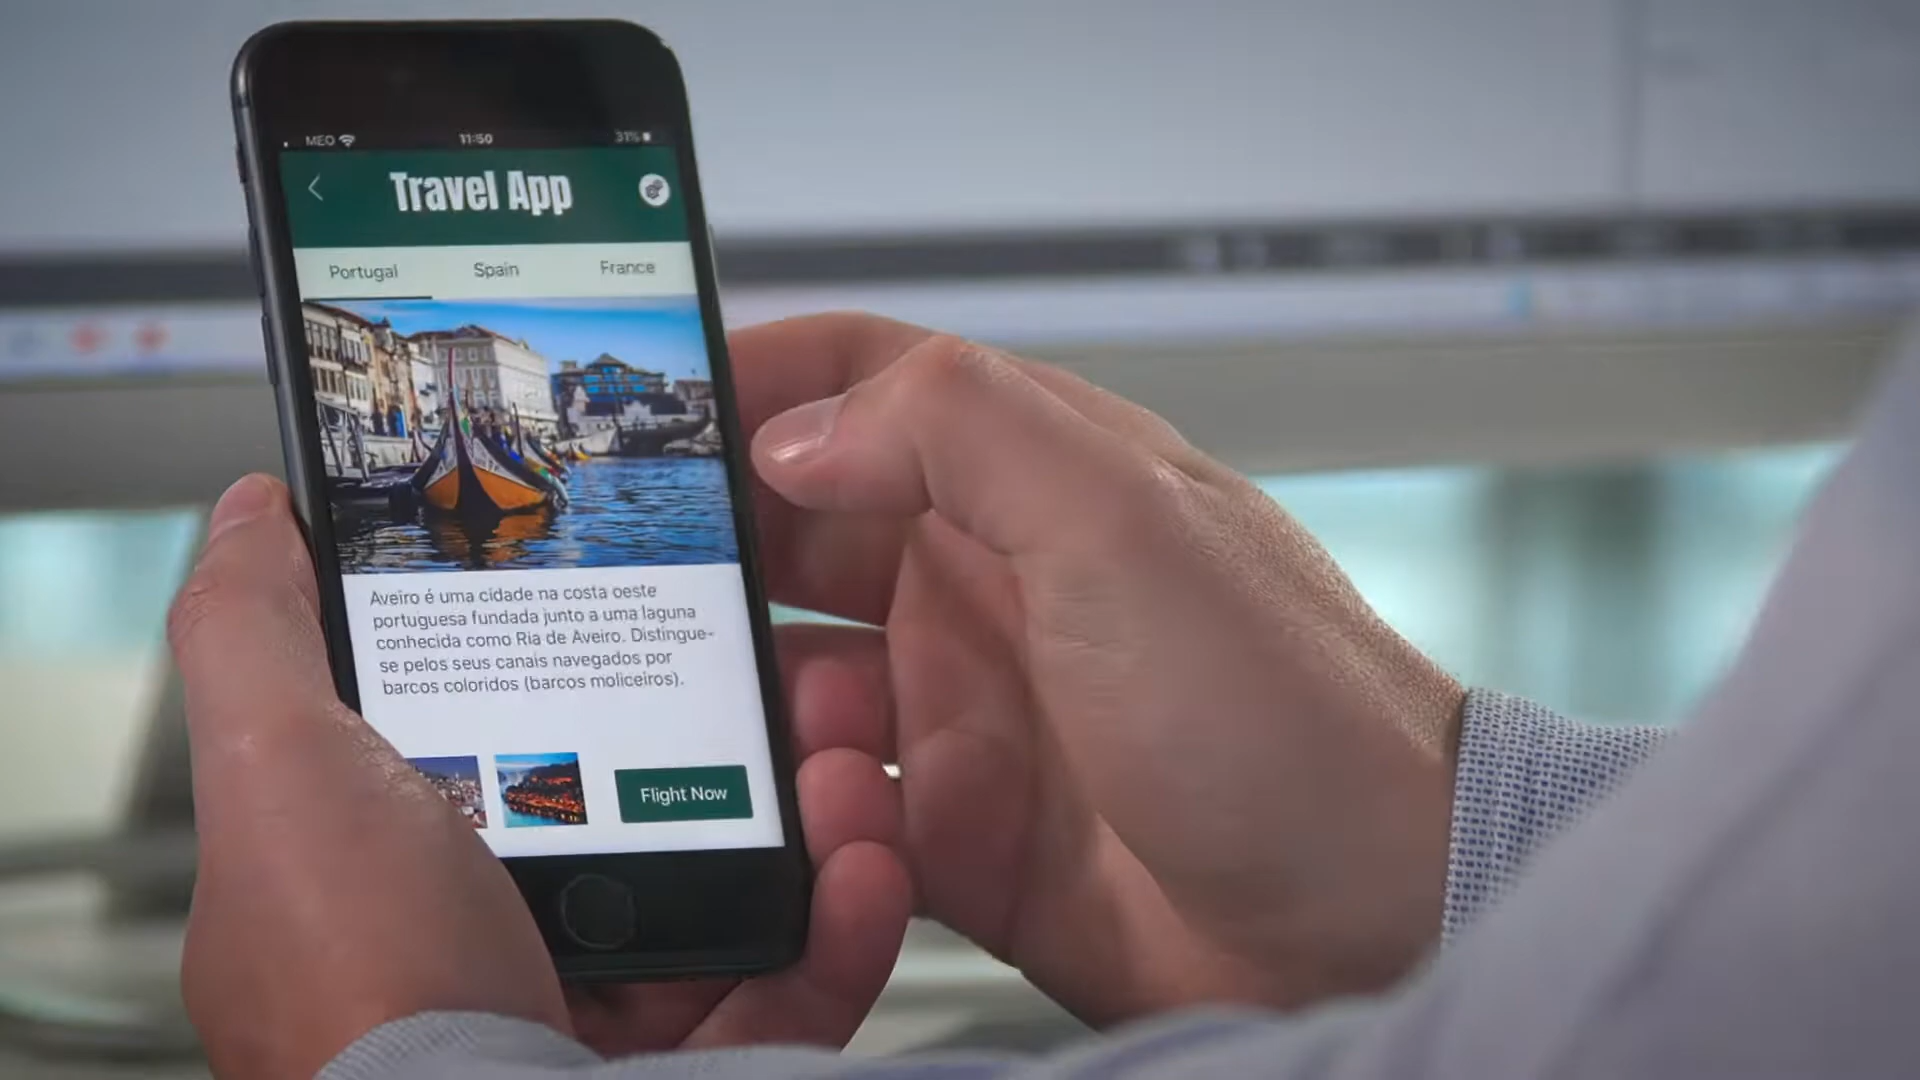 MEO 11:50 31%
Travel App
Portugal Spain France
Aveiro é uma cidade na costa oeste
portuguesa fundada junto a uma laguna
conhecida como Ria de Aveiro. Distingue-
se pelos seus canais navegados por
barcos coloridos (barcos moliceiros).
Flight Now